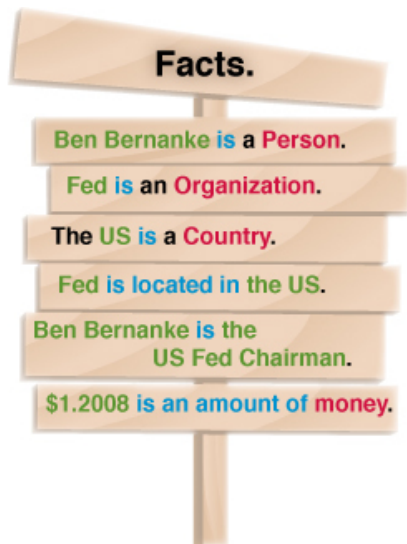 Facts.
Ben Bernanke is a Person.
Fed is an Organization.
The US is a Country.
Fed is located in the US.
Ben Bernanke is the
US Fed Chairman.
$1.2008 is an amount of money.